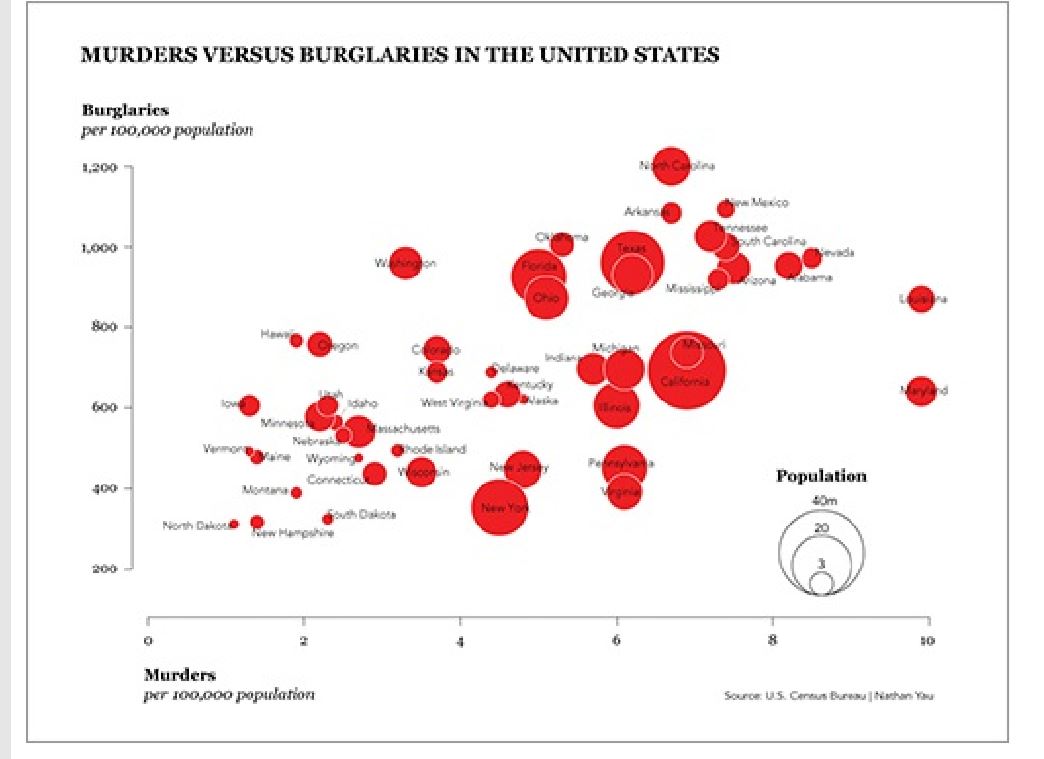 MURDERS VERSUS BURGLARIES IN THE UNITED STATES
Burglaries
per 100,000 population
1,200
1,000
800
600
400
200
North Carolina
New Mexico
Arkansas
Tennessee
Oklahoma
South Carolina
Texas
Nevada
Washington
Florida
Alabama
Arizona
Mississippi
Georgia
Ohio
Louisiana
Hawaii
Oregon
Missouri
Colorado
Michigan
Indiana
Kansas
Delaware
California
Kentucky
Maryland
Utah
Iowa
Idaho
West Virginia
Alaska
Illinois
Minnesota
Massachusetts
Nebraska
Vermont
Maine
Wyoming
Rhode Island
Connecticut
Wisconsin
New Jersey
Pennsylvania
Montana
Virginia
New York
North Dakota
South Dakota
New Hampshire
Population
40m
20
3
0 2 4 6 8 10
Murders
per 100,000 population
Source: U.S. Census Bureau | Nathan Yau